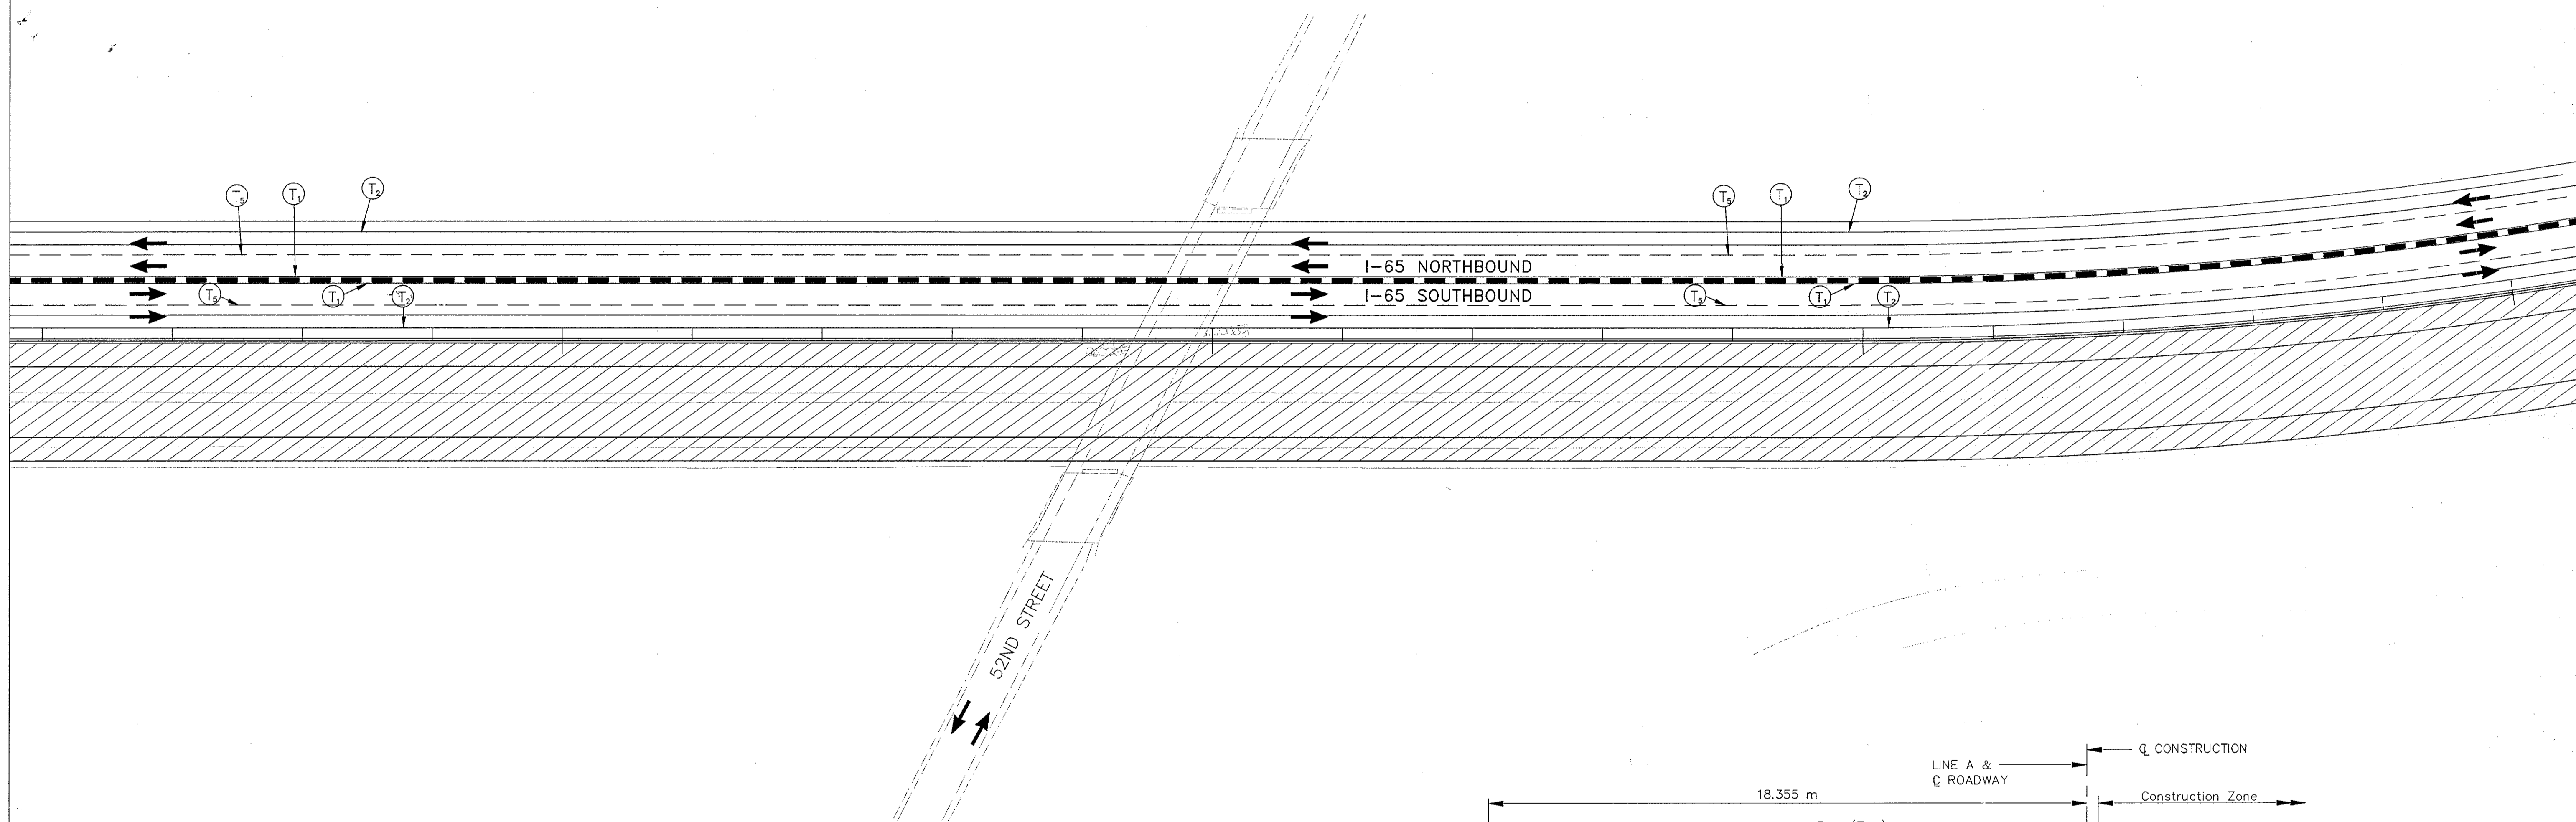 T5 T1 T2 T5 T1 T2
I-65 NORTHBOUND
T5 T1 T2 I-65 SOUTHBOUND T5 T1 T2
52ND STREET
℄ CONSTRUCTION
LINE A &
℄ ROADWAY
18.355 m
Construction Zone